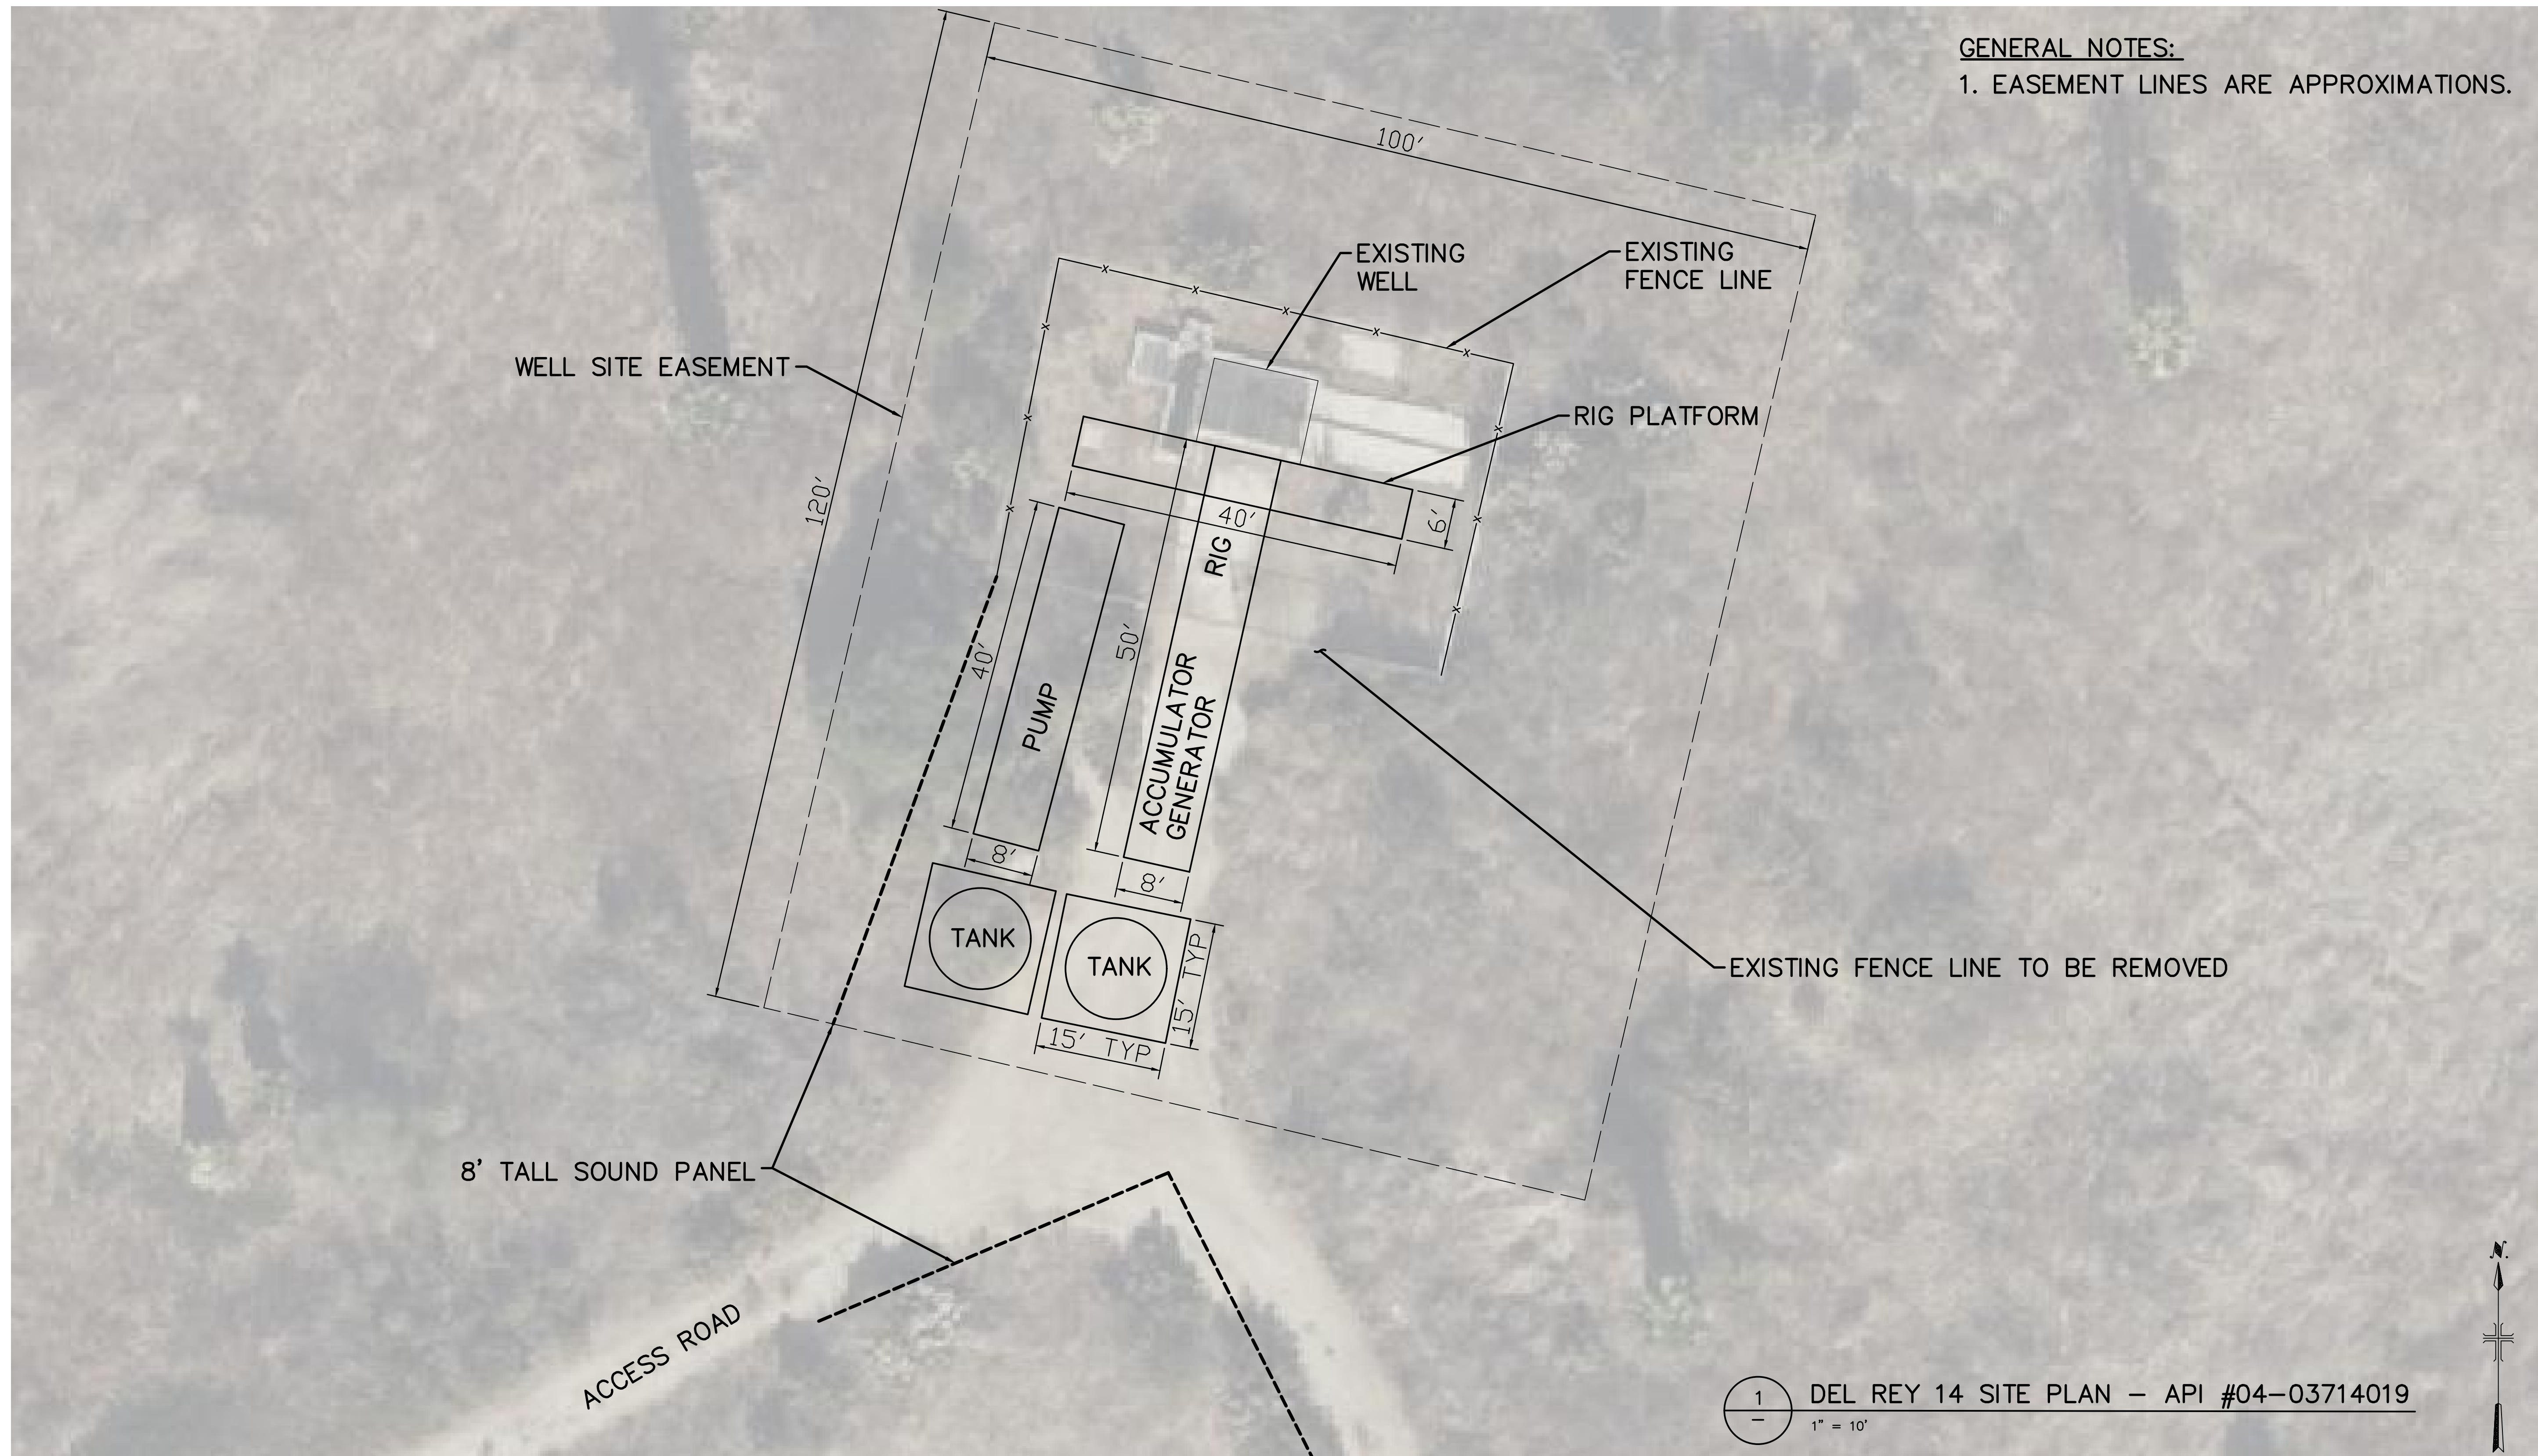 GENERAL NOTES:
1. EASEMENT LINES ARE APPROXIMATIONS.
100'
EXISTING
WELL
EXISTING
FENCE LINE
WELL SITE EASEMENT
RIG PLATFORM
120'
40'
6'
RIG
40'
50'
PUMP
ACCUMULATOR
GENERATOR
8'
8'
TANK
TANK
15' TYP
15' TYP
EXISTING FENCE LINE TO BE REMOVED
8' TALL SOUND PANEL
ACCESS ROAD
N.
1
–
DEL REY 14 SITE PLAN – API #04-03714019
1" = 10'